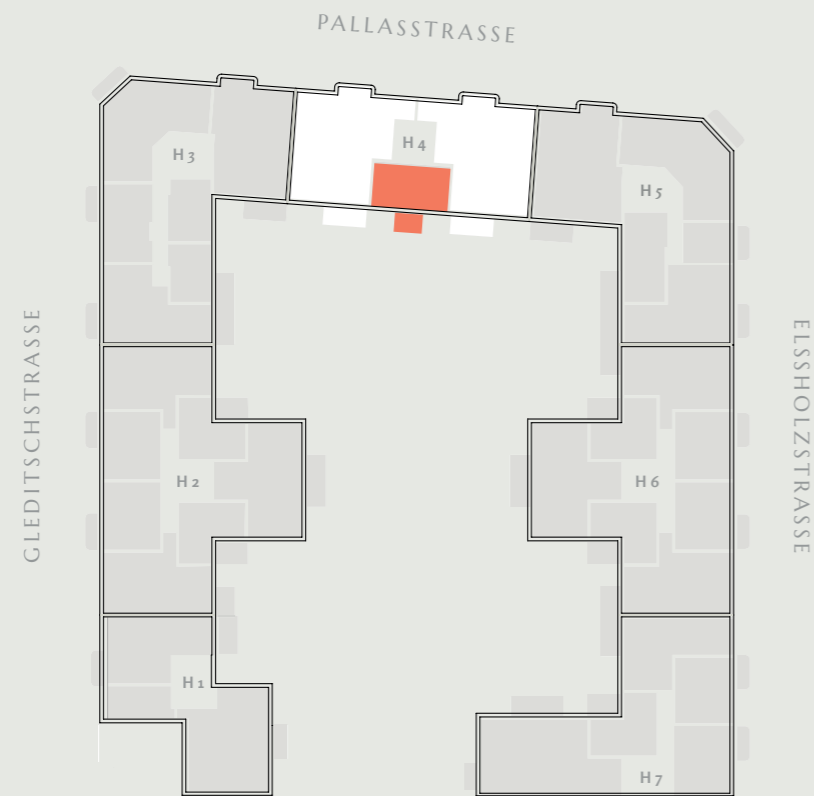 PALLASSTRASSE
H4
H3
H5
GLEDITSCHSTRASSE
ELSSHOLZSTRASSE
H2
H6
H1
H7